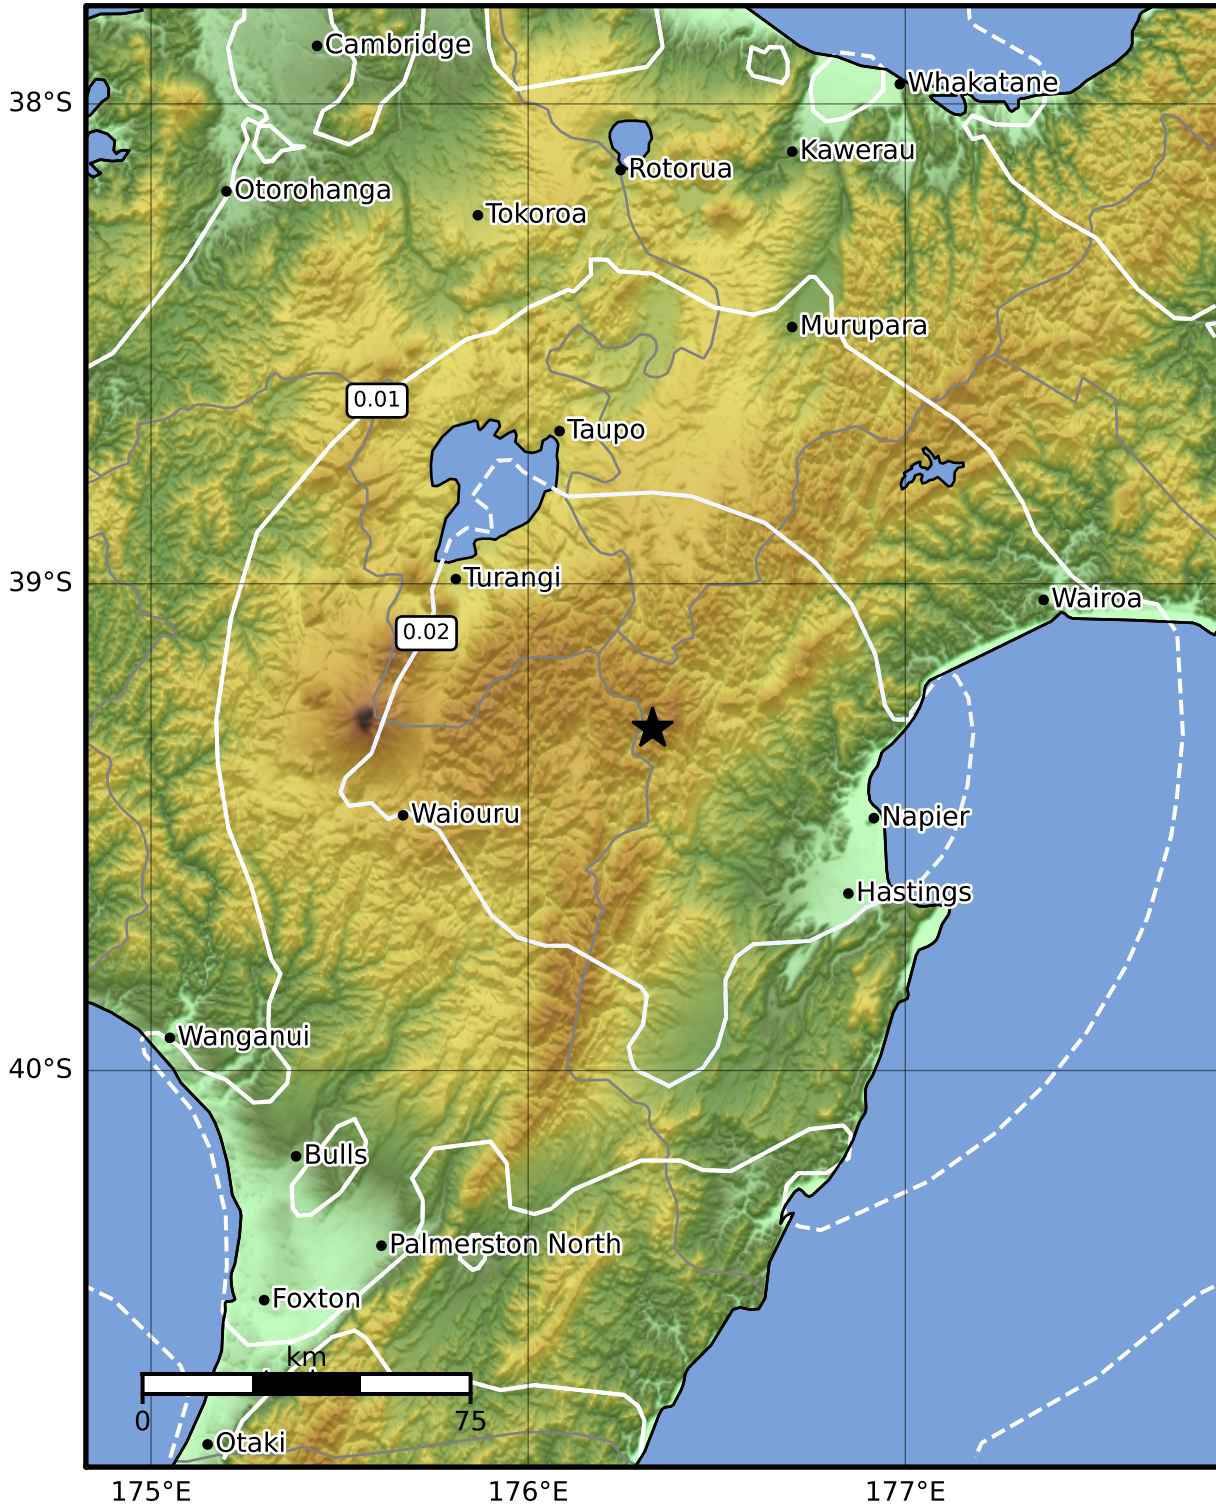 Cambridge
Whakatane
38°S
Kawerau
Rotorua
Otorohanga
Tokoroa
Murupara
0.01
Taupo
Turangi
39°S
Wairoa
0.02
Waiouru
Napier
Hastings
Wanganui
40°S
Bulls
Palmerston North
Foxton
km
0
75
Otaki
175°E
176°E
177°E